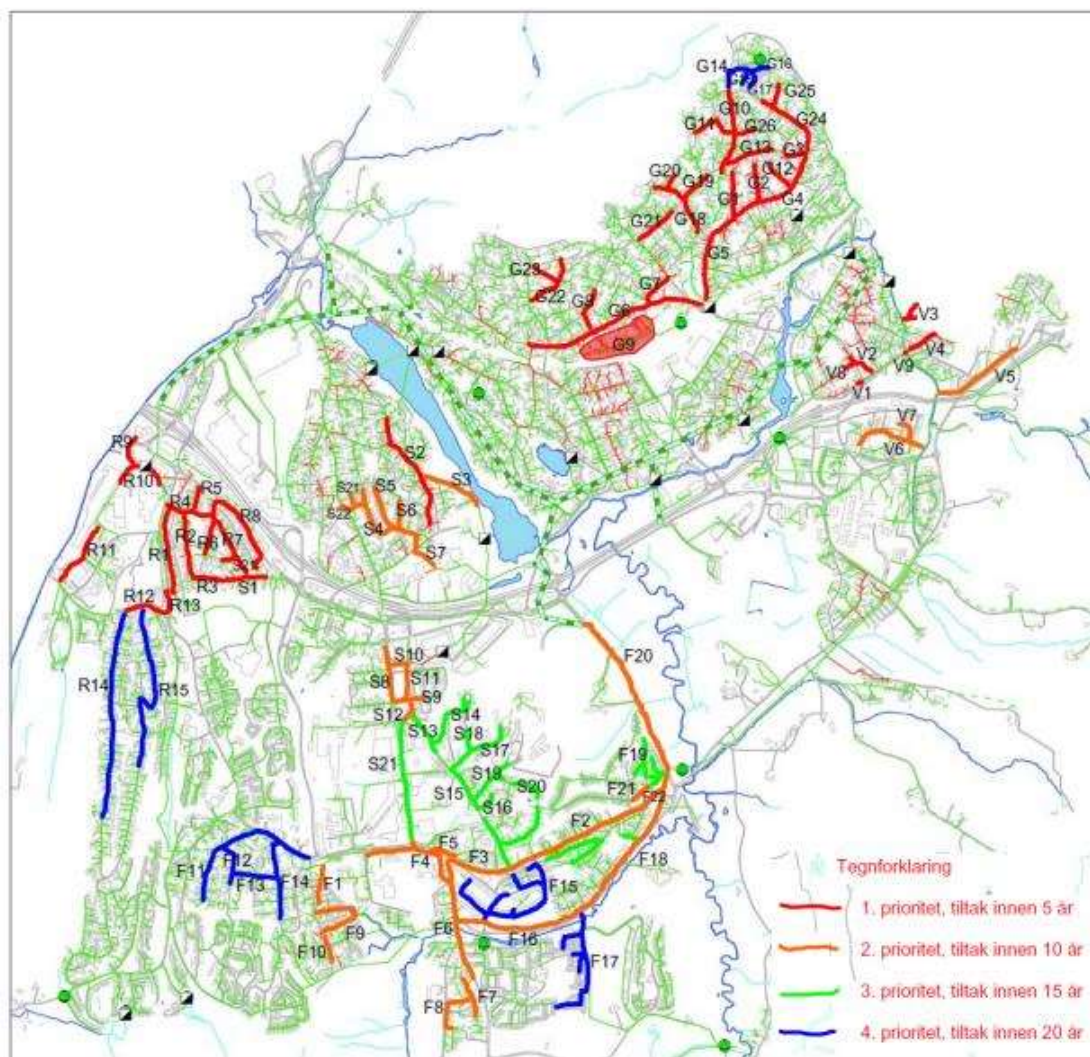 G14
G16
G17
G25
G10
G24
G11
G26
G13
G3
G12
G20
G19
G2
G1
G4
G21
G18
G5
G23
G7
G22
G8
G6
V3
G9
V2
V4
V8
V9
V5
V1
V7
V6
R9
S2
R10
S3
R5
S21
S5
R4
R8
S22
S6
R2
S4
R11
R1
R6
R7
S7
R3
S1
R12
R13
S10
F20
R14
R15
S8
S11
S9
S12
S14
S13
S18
S17
F19
S21
S19
S20
F21
S15
S16
F22
F2
F5
F18
F12
F4
F3
F11
F13
F14
F1
F15
F6
F9
F16
F10
F17
F7
F8
Tegnforklaring
1. prioritet, tiltak innen 5 år
2. prioritet, tiltak innen 10 år
3. prioritet, tiltak innen 15 år
4. prioritet, tiltak innen 20 år